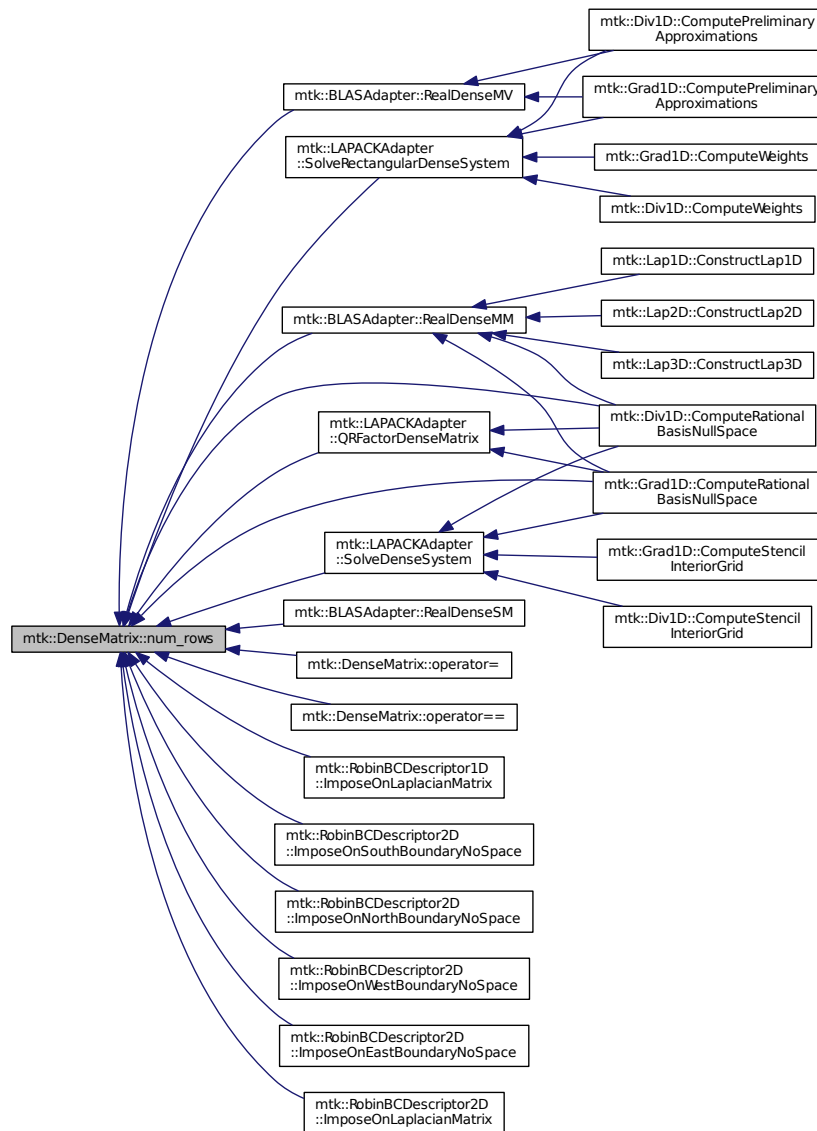 mtk::Div1D::ComputePreliminary
Approximations
mtk::BLASAdapter::RealDenseMV
mtk::Grad1D::ComputePreliminary
Approximations
mtk::LAPACKAdapter
::SolveRectangularDenseSystem
mtk::Grad1D::ComputeWeights
mtk::Div1D::ComputeWeights
mtk::Lap1D::ConstructLap1D
mtk::BLASAdapter::RealDenseMM
mtk::Lap2D::ConstructLap2D
mtk::Lap3D::ConstructLap3D
mtk::Div1D::ComputeRational
BasisNullSpace
mtk::LAPACKAdapter
::QRFactorDenseMatrix
mtk::Grad1D::ComputeRational
BasisNullSpace
mtk::LAPACKAdapter
::SolveDenseSystem
mtk::Grad1D::ComputeStencil
InteriorGrid
mtk::Div1D::ComputeStencil
InteriorGrid
mtk::BLASAdapter::RealDenseSM
mtk::DenseMatrix::num_rows
mtk::DenseMatrix::operator=
mtk::DenseMatrix::operator==
mtk::RobinBCDescriptor1D
::ImposeOnLaplacianMatrix
mtk::RobinBCDescriptor2D
::ImposeOnSouthBoundaryNoSpace
mtk::RobinBCDescriptor2D
::ImposeOnNorthBoundaryNoSpace
mtk::RobinBCDescriptor2D
::ImposeOnWestBoundaryNoSpace
mtk::RobinBCDescriptor2D
::ImposeOnEastBoundaryNoSpace
mtk::RobinBCDescriptor2D
::ImposeOnLaplacianMatrix